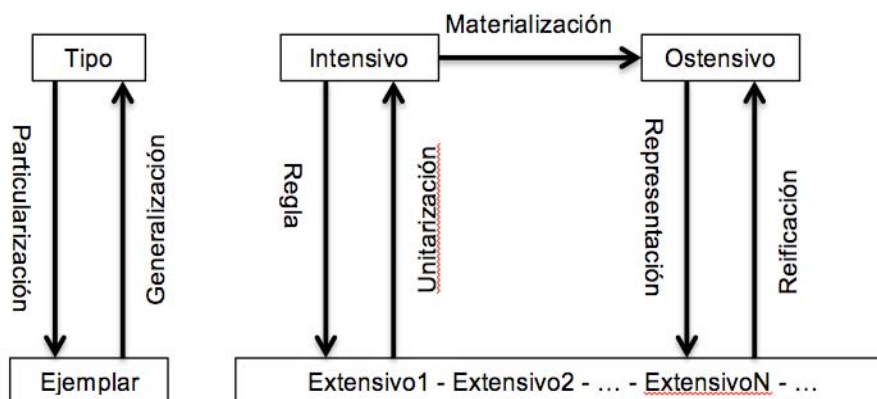 Materialización
Tipo
Intensivo
Ostensivo
Particularización
Generalización
Regla
Unitarización
Representación
Reificación
Ejemplar
Extensivo1 - Extensivo2 - ... - ExtensivoN - ...